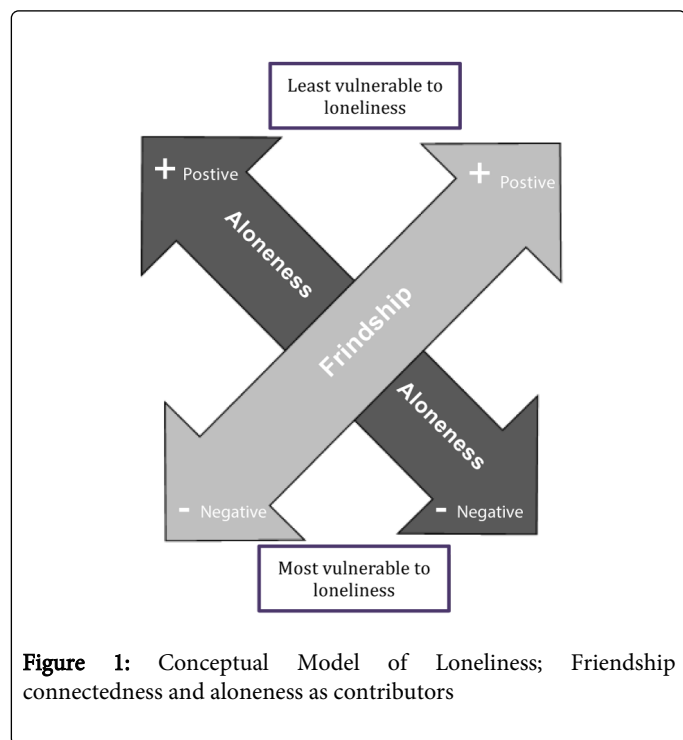 Least vulnerable to
loneliness
+ Postive
+ Postive
Aloneness
Frindship
Aloneness
- Negative
- Negative
Most vulnerable to
loneliness
Figure 1: Conceptual Model of Loneliness; Friendship
connectedness and aloneness as contributors